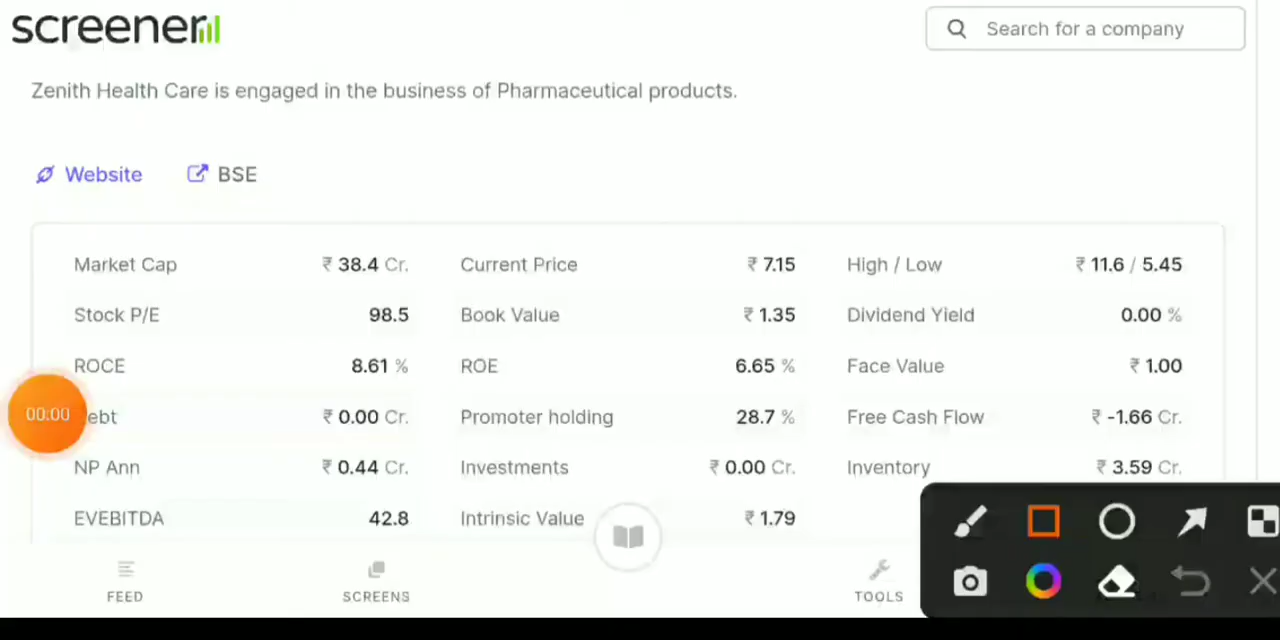 screener
Search for a company
Zenith Health Care is engaged in the business of Pharmaceutical products.
Website BSE
Market Cap ₹ 38.4 Cr. Current Price ₹ 7.15 High / Low ₹ 11.6 / 5.45
Stock P/E 98.5 Book Value ₹ 1.35 Dividend Yield 0.00 %
ROCE 8.61 % ROE 6.65 % Face Value ₹ 1.00
00:00 ebt ₹ 0.00 Cr. Promoter holding 28.7 % Free Cash Flow ₹ -1.66 Cr.
NP Ann ₹ 0.44 Cr. Investments ₹ 0.00 Cr. Inventory ₹ 3.59 Cr.
EVEBITDA 42.8 Intrinsic Value ₹ 1.79
FEED SCREENS TOOLS